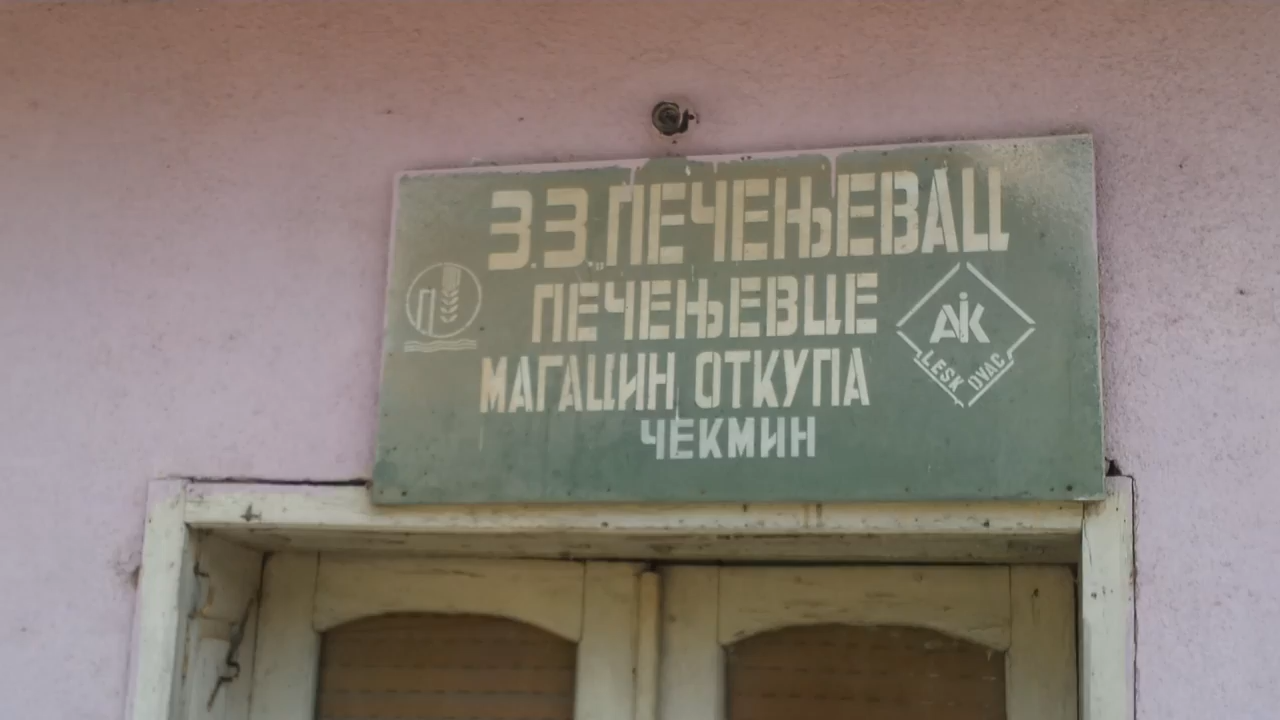 З.З. „ПЕЧЕЊЕВАЦ
ПЕЧЕЊЕВЦЕ
МАГАЦИН ОТКУПА
ЧЕКМИН
П
AIK
LESKOVAC